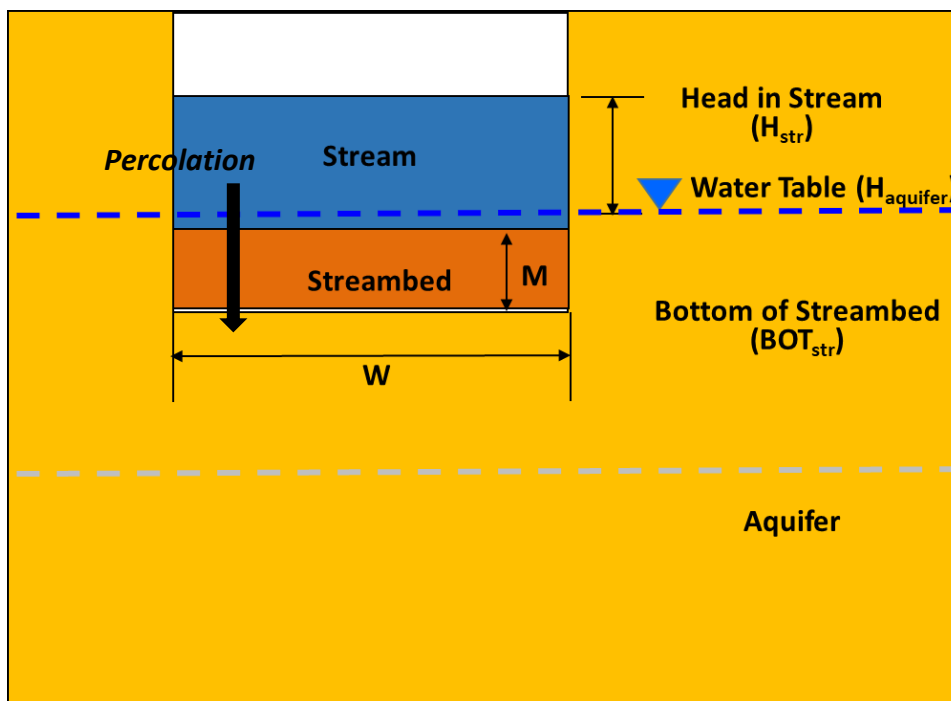 Head in Stream
(Hstr)
Percolation
Stream
Water Table (Haquifer)
Streambed
M
Bottom of Streambed
(BOTstr)
W
Aquifer